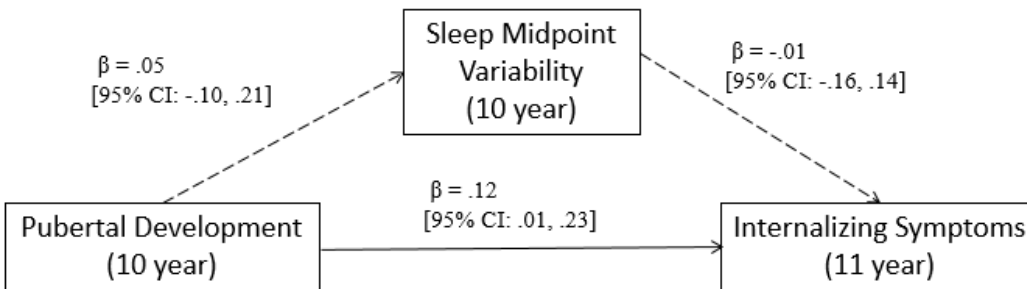 Sleep Midpoint
Variability
(10 year)
β = .05
[95% CI: -.10, .21]
β = -.01
[95% CI: -.16, .14]
β = .12
[95% CI: .01, .23]
Pubertal Development
(10 year)
Internalizing Symptoms
(11 year)